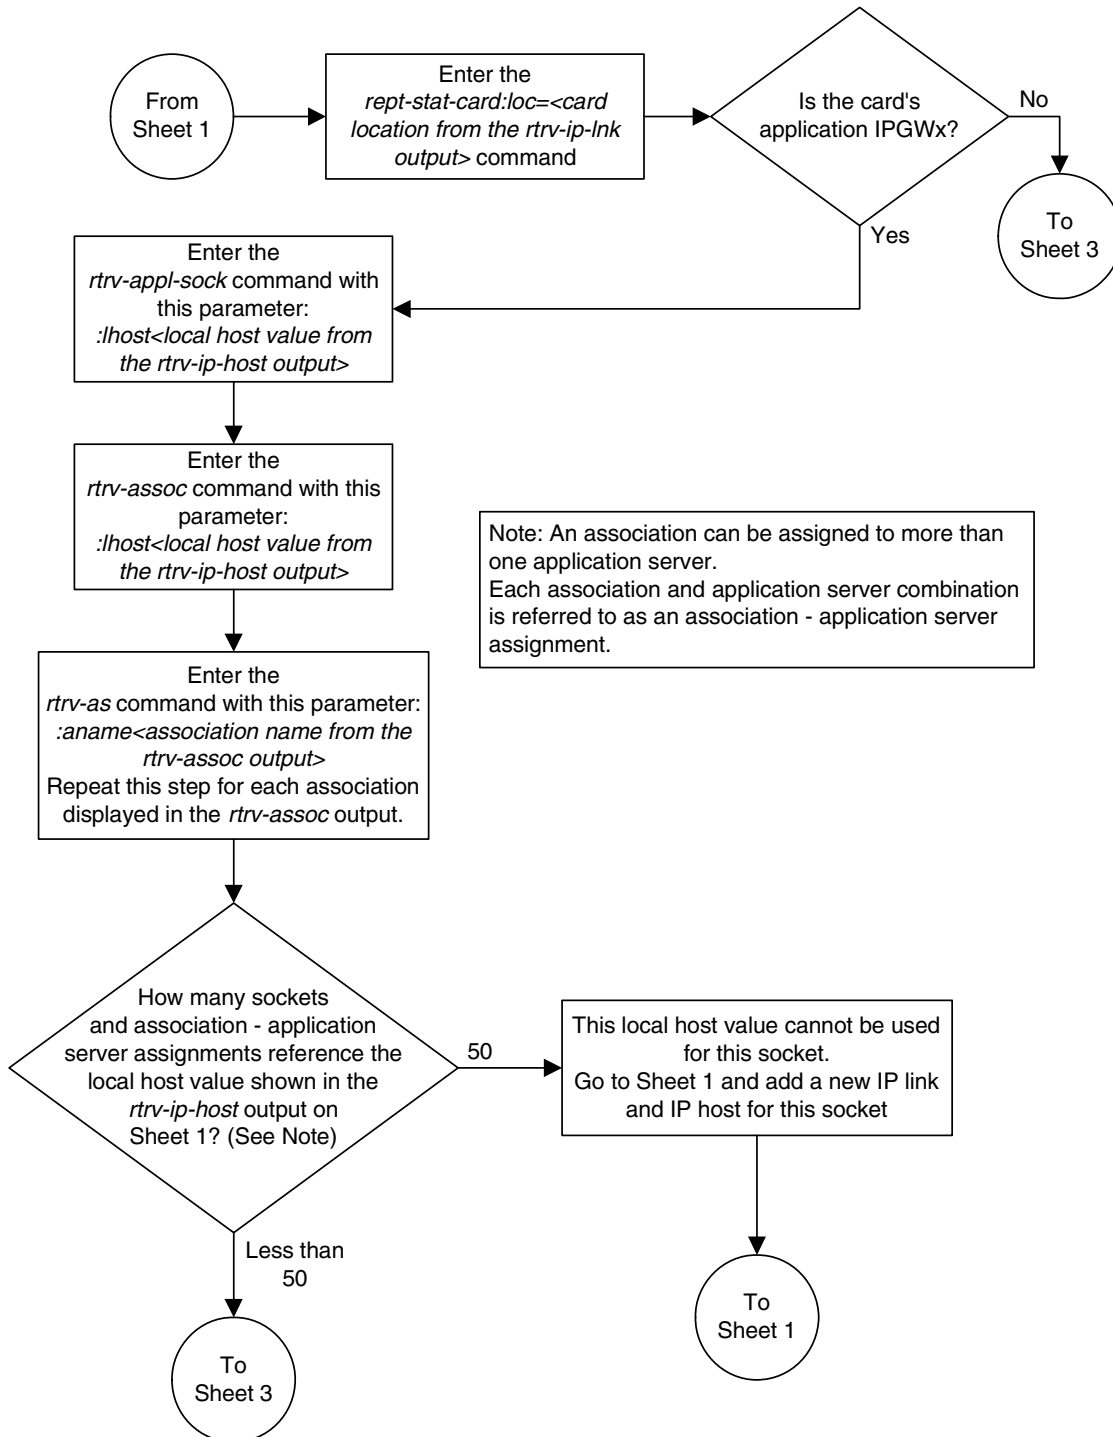 From
Sheet 1
Enter the
rept-stat-card:loc=<card
location from the rtrv-ip-lnk
output> command
Is the card's
application IPGWx?
No
To
Sheet 3
Yes
Enter the
rtrv-appl-sock command with
this parameter:
:lhost<local host value from
the rtrv-ip-host output>
Enter the
rtrv-assoc command with this
parameter:
:lhost<local host value from
the rtrv-ip-host output>
Note: An association can be assigned to more than
one application server.
Each association and application server combination
is referred to as an association - application server
assignment.
Enter the
rtrv-as command with this parameter:
:aname<association name from the
rtrv-assoc output>
Repeat this step for each association
displayed in the rtrv-assoc output.
How many sockets
and association - application
server assignments reference the
local host value shown in the
rtrv-ip-host output on
Sheet 1? (See Note)
50
This local host value cannot be used
for this socket.
Go to Sheet 1 and add a new IP link
and IP host for this socket
Less than
50
To
Sheet 1
To
Sheet 3